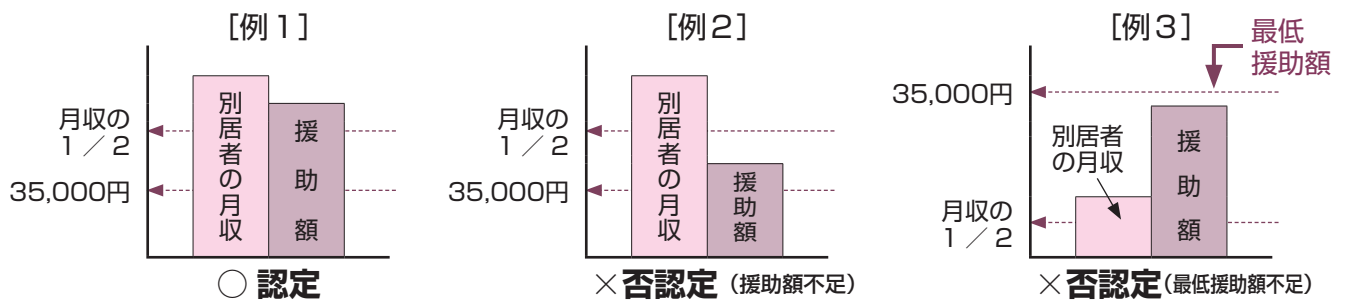 [例1]
月収の
1／2
35,000円
別居者の月収
援助額
○ 認定
[例2]
月収の
1／2
35,000円
別居者の月収
援助額
×否認定（援助額不足）
[例3]
最低
援助額
35,000円
別居者
の月収
援助額
月収の
1／2
×否認定（最低援助額不足）